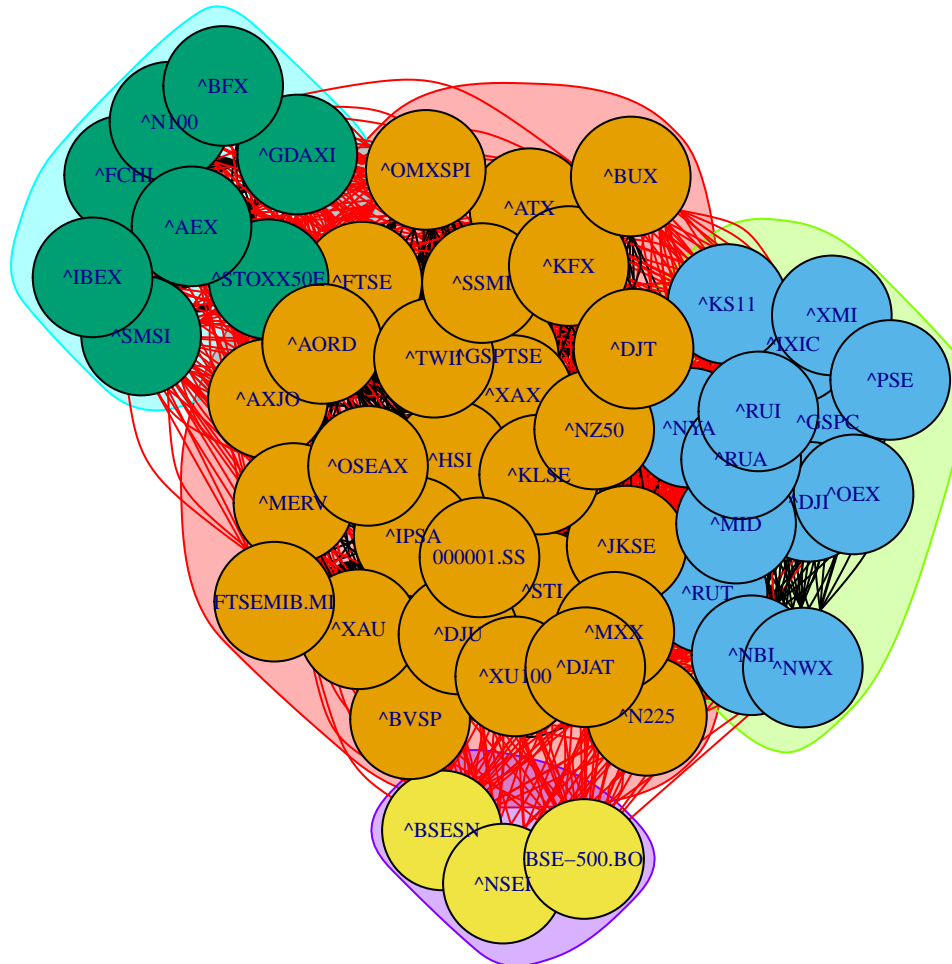 ^BFX
^N100
^GDAXI
^FCHI
^OMXSPI
^BUX
^ATX
^AEX
^KFX
^IBEX
^STOXX50E
^FTSE
^SSMI
^KS11
^XMI
^SMSI
^AORD
^TWII
^GSPTSE
^DJT
^IXIC
^PSE
^AXJO
^XAX
^NZ50
^NYA
^RUI
^GSPC
^OSEAX
^HSI
^KLSE
^RUA
^MERV
^DJI
^OEX
^IPSA
000001.SS
^JKSE
^MID
FTSEMIB.MI
^XAU
^DJU
^STI
^MXX
^RUT
^XU100
^DJAT
^NBI
^NWX
^BVSP
^N225
^BSESN
^NSEI
BSE−500.BO